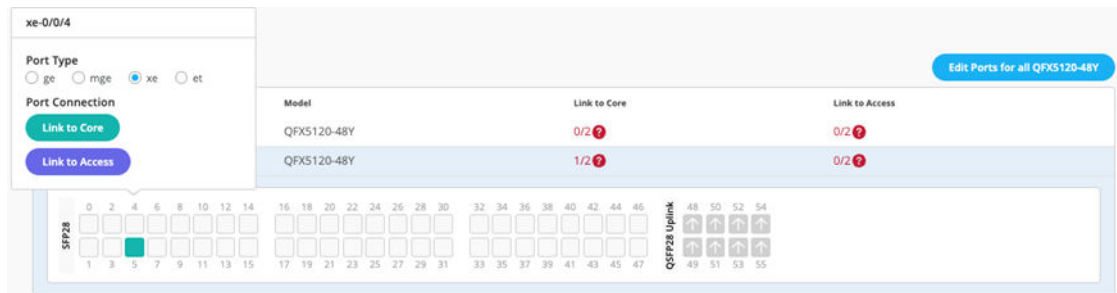 xe-0/0/4
Port Type
ge mge xe et
Port Connection
Link to Core
Link to Access
Edit Ports for all QFX5120-48Y
Model Link to Core Link to Access
QFX5120-48Y 0/2 ? 0/2 ?
QFX5120-48Y 1/2 ? 0/2 ?
SFP28
0 2 4 6 8 10 12 14 16 18 20 22 24 26 28 30 32 34 36 38 40 42 44 46
1 3 5 7 9 11 13 15 17 19 21 23 25 27 29 31 33 35 37 39 41 43 45 47
QSFP28 Uplink
48 50 52 54
49 51 53 55